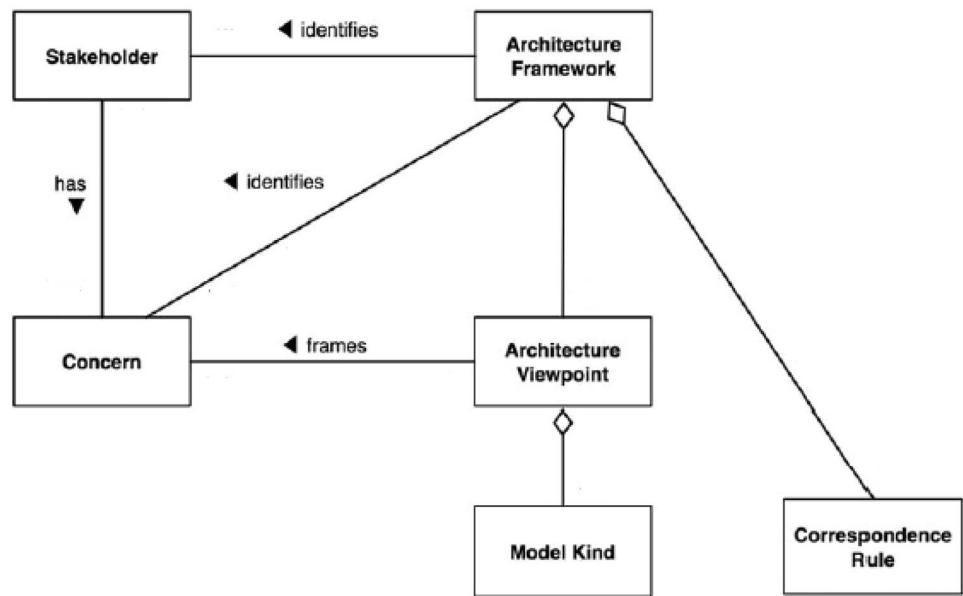 Stakeholder
◄ identifies
Architecture
Framework
has
▼
◄ identifies
Concern
◄ frames
Architecture
Viewpoint
Model Kind
Correspondence
Rule